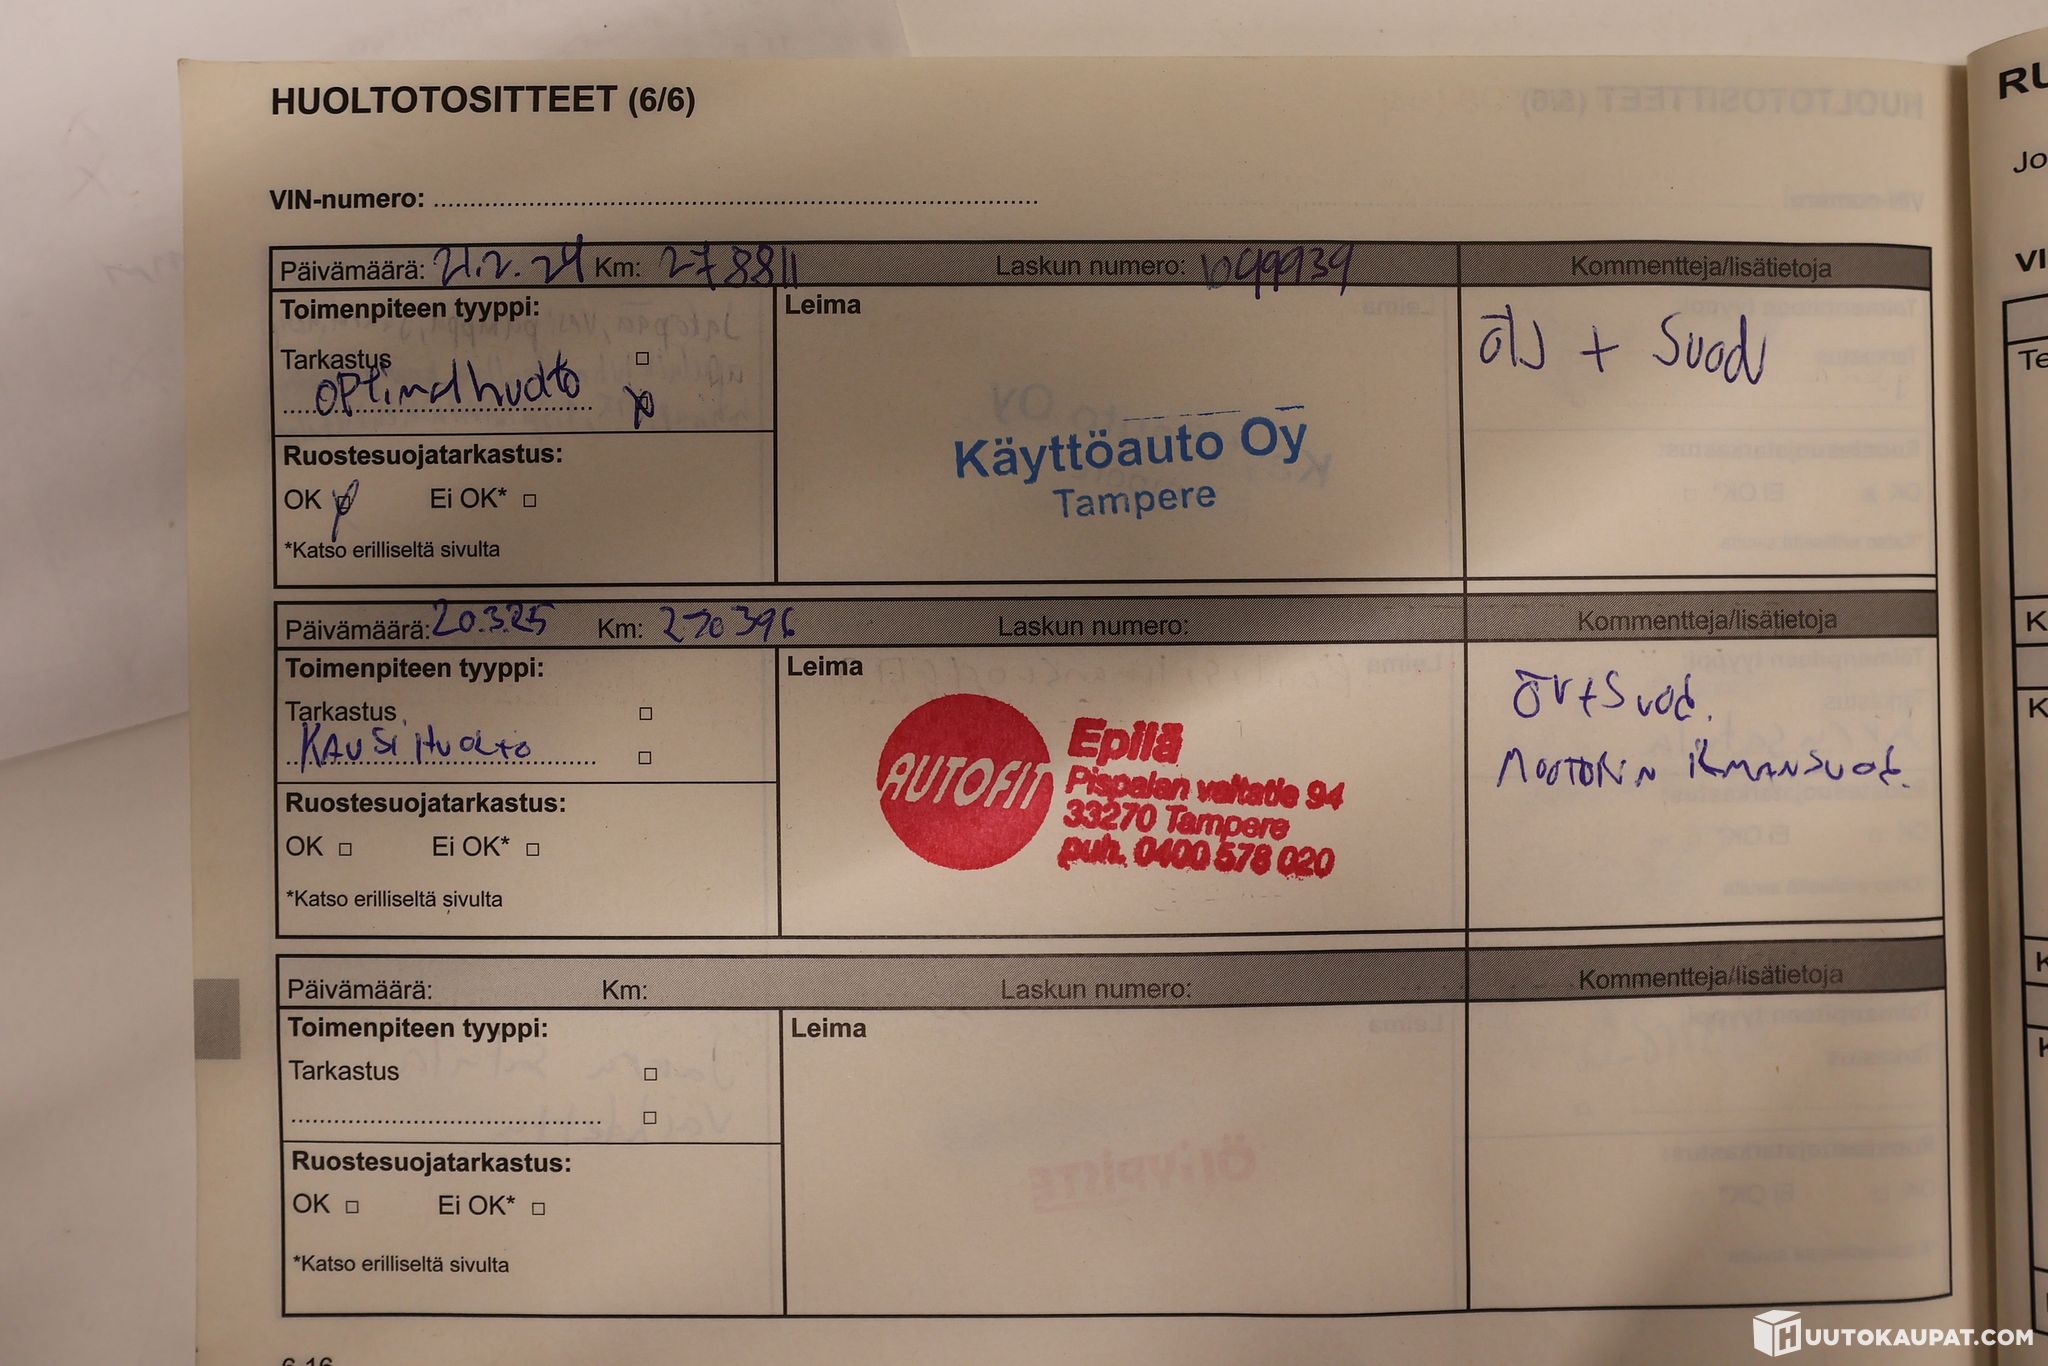 HUOLTOTOSITTEET (6/6)
VIN-numero:
Päivämäärä: 21.2.24 Km: 278811 Laskun numero: 699939 Kommentteja/lisätietoja
Toimenpiteen tyyppi:
Leima
Tarkastus
optimalhuolto
ÖlJ + Suod
Ruostesuojatarkastus:
OK Ei OK*
*Katso erilliseltä sivulta
Käyttöauto Oy
Tampere
Päivämäärä: 20.3.25 Km: 290396 Laskun numero: Kommentteja/lisätietoja
Toimenpiteen tyyppi:
Leima
Tarkastus
KAUSIHUOLTO
ÖV+Suod.
MOOTORIN ILMANSUOD.
Ruostesuojatarkastus:
OK Ei OK*
*Katso erilliseltä sivulta
AUTOFIT
Epilä
Pispalan valtatie 94
33270 Tampere
puh. 0400 578 020
Päivämäärä: Km: Laskun numero: Kommentteja/lisätietoja
Toimenpiteen tyyppi:
Leima
Tarkastus
Ruostesuojatarkastus:
OK Ei OK*
*Katso erilliseltä sivulta
HUUTOKAUPAT.COM